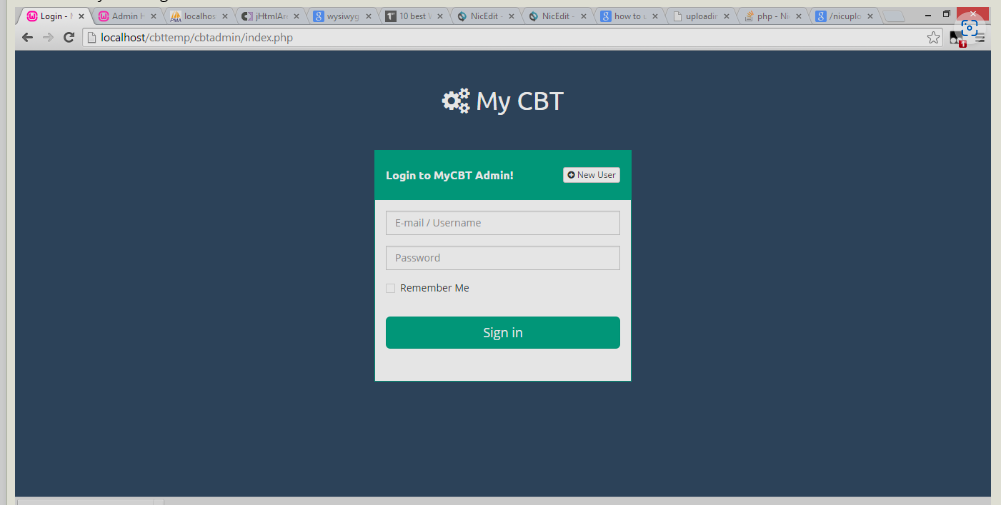 Login - M
Admin H
localhos
jHtmlAr
wysiwyg
10 best
NicEdit -
NicEdit -
how to
uploadi
php - Ni
/nicuplo
localhost/cbttemp/cbtadmin/index.php
1
My CBT
Login to MyCBT Admin!
New User
E-mail / Username
Password
Remember Me
Sign in